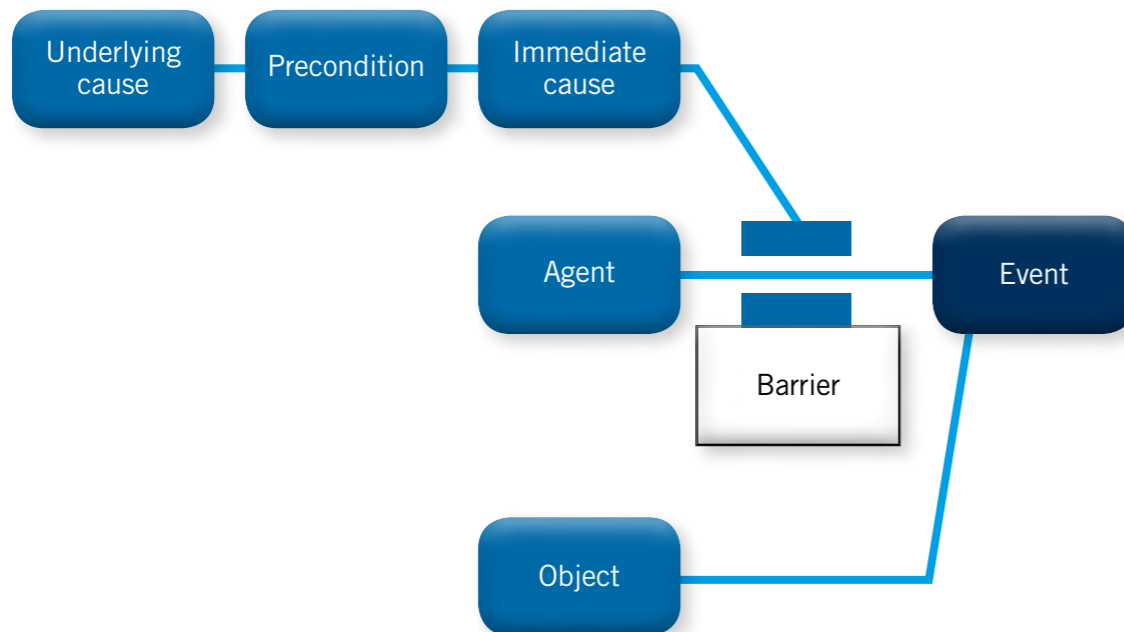 Underlying
cause
Precondition
Immediate
cause
Agent
Event
Barrier
Object